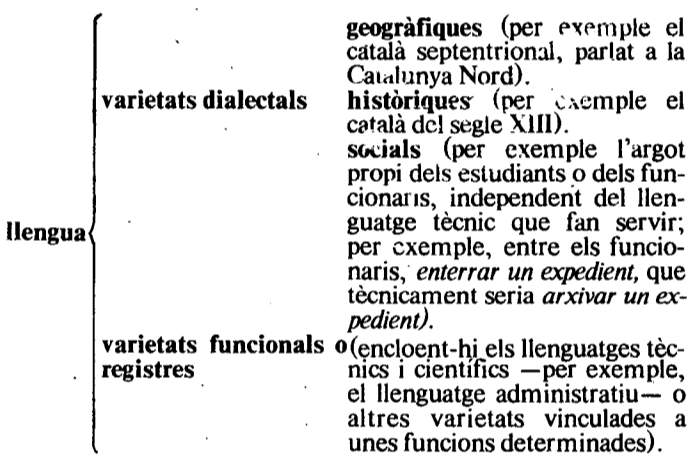 geogràfiques (per exemple el
català septentrional, parlat a la
Catalunya Nord).
varietats dialectals històriques (per exemple el
català del segle XIII).
socials (per exemple l'argot
propi dels estudiants o dels fun-
cionaris, independent del llen-
guatge tècnic que fan servir;
llengua per exemple, entre els funcio-
naris, enterrar un expedient, que
tècnicament seria arxivar un ex-
pedient).
varietats funcionals o (encloent-hi els llenguatges tèc-
registres nics i científics —per exemple,
el llenguatge administratiu— o
altres varietats vinculades a
unes funcions determinades).